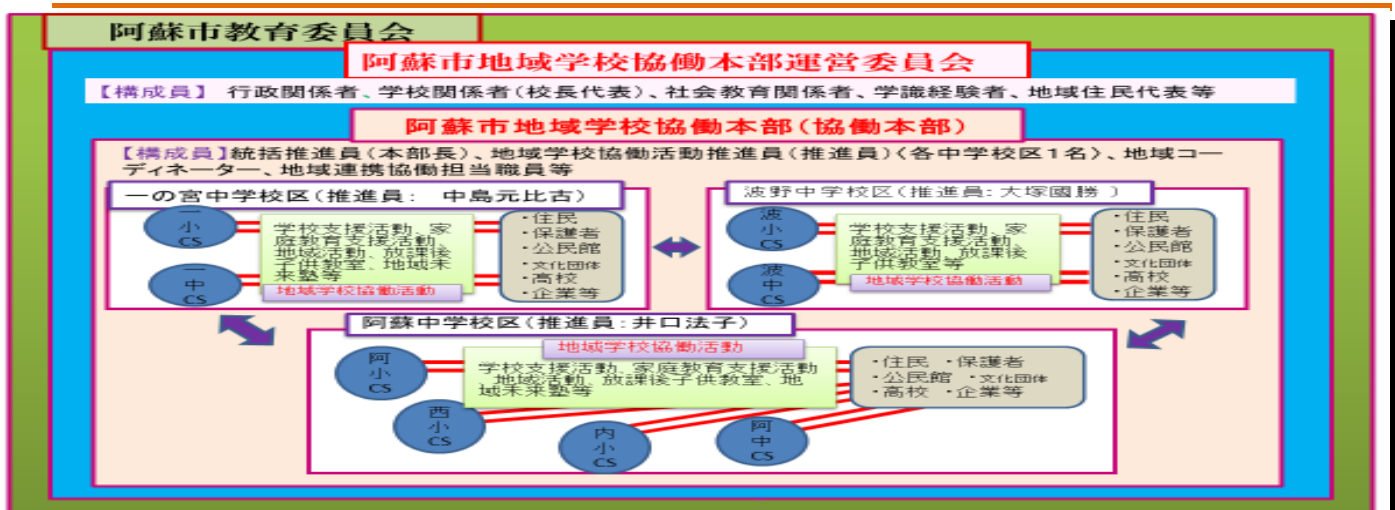 阿蘇市教育委員会
阿蘇市地域学校協働本部運営委員会
【構成員】 行政関係者、学校関係者(校長代表)、社会教育関係者、学識経験者、地域住民代表等
阿蘇市地域学校協働本部(協働本部)
【構成員】統括推進員(本部長)、地域学校協働活動推進員(推進員)(各中学校区1名)、地域コー
ディネーター、地域連携協働担当職員等
一の宮中学校区(推進員: 中島元比古)
一
小
CS
一
中
CS
学校支援活動、家
庭教育支援活動、
地域活動、放課後
子供教室、地域未
来塾等
地域学校協働活動
・住民
・保護者
・公民館
・文化団体
・高校
・企業等
波野中学校区(推進員:大塚國勝 )
波
小
CS
波
中
CS
学校支援活動、家
庭教育支援活動、
地域活動、放課後
子供教室等
地域学校協働活動
・住民
・保護者
・公民館
・文化団体
・高校
・企業等
阿蘇中学校区(推進員:井口法子)
地域学校協働活動
阿
小
CS
西
小
CS
内
小
CS
阿
中
CS
学校支援活動、家庭教育支援活動
、地域活動、放課後子供教室、地
域未来塾等
・住民 ・保護者
・公民館 ・文化団体
・高校 ・企業等